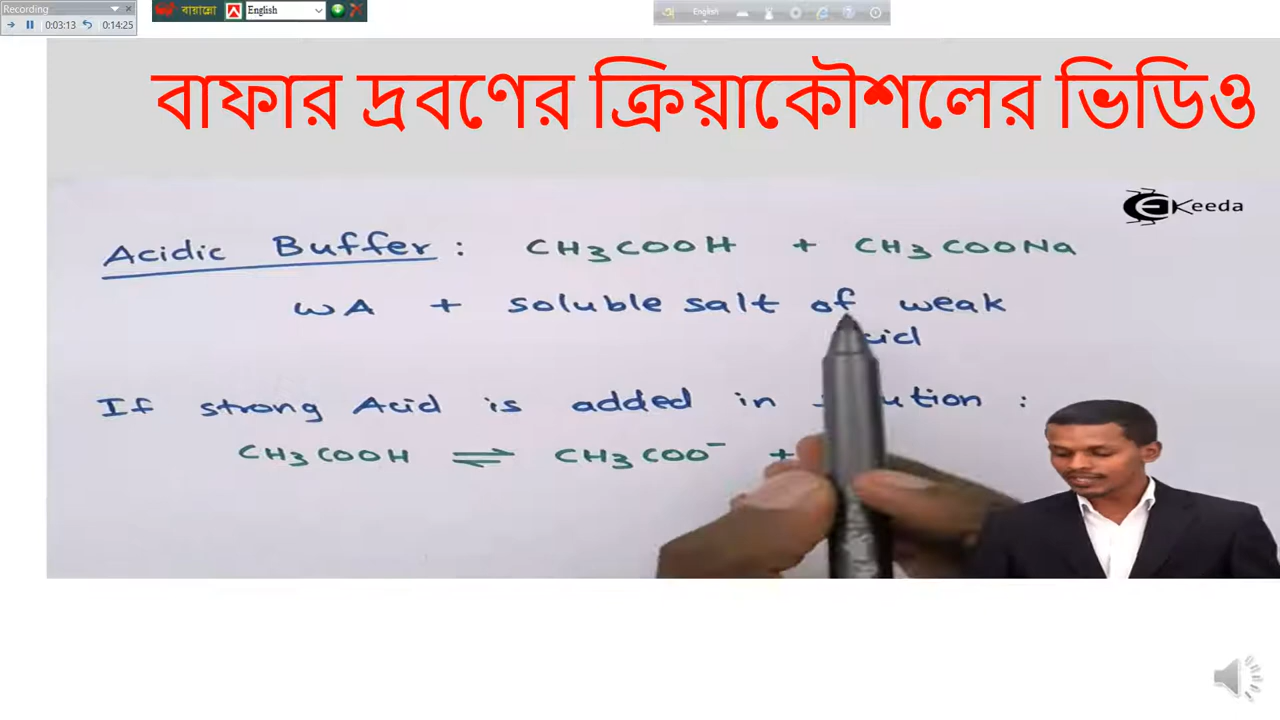 Recording
0:03:13 0:14:25
বায়ান্নো English
English
বাফার দ্রবণের ক্রিয়াকৌশলের ভিডিও
Keeda
Acidic Buffer : CH3COOH + CH3COONa
WA + soluble salt of weak
If strong Acid is added in :
CH3COOH ⇌ CH3COO⁻ +